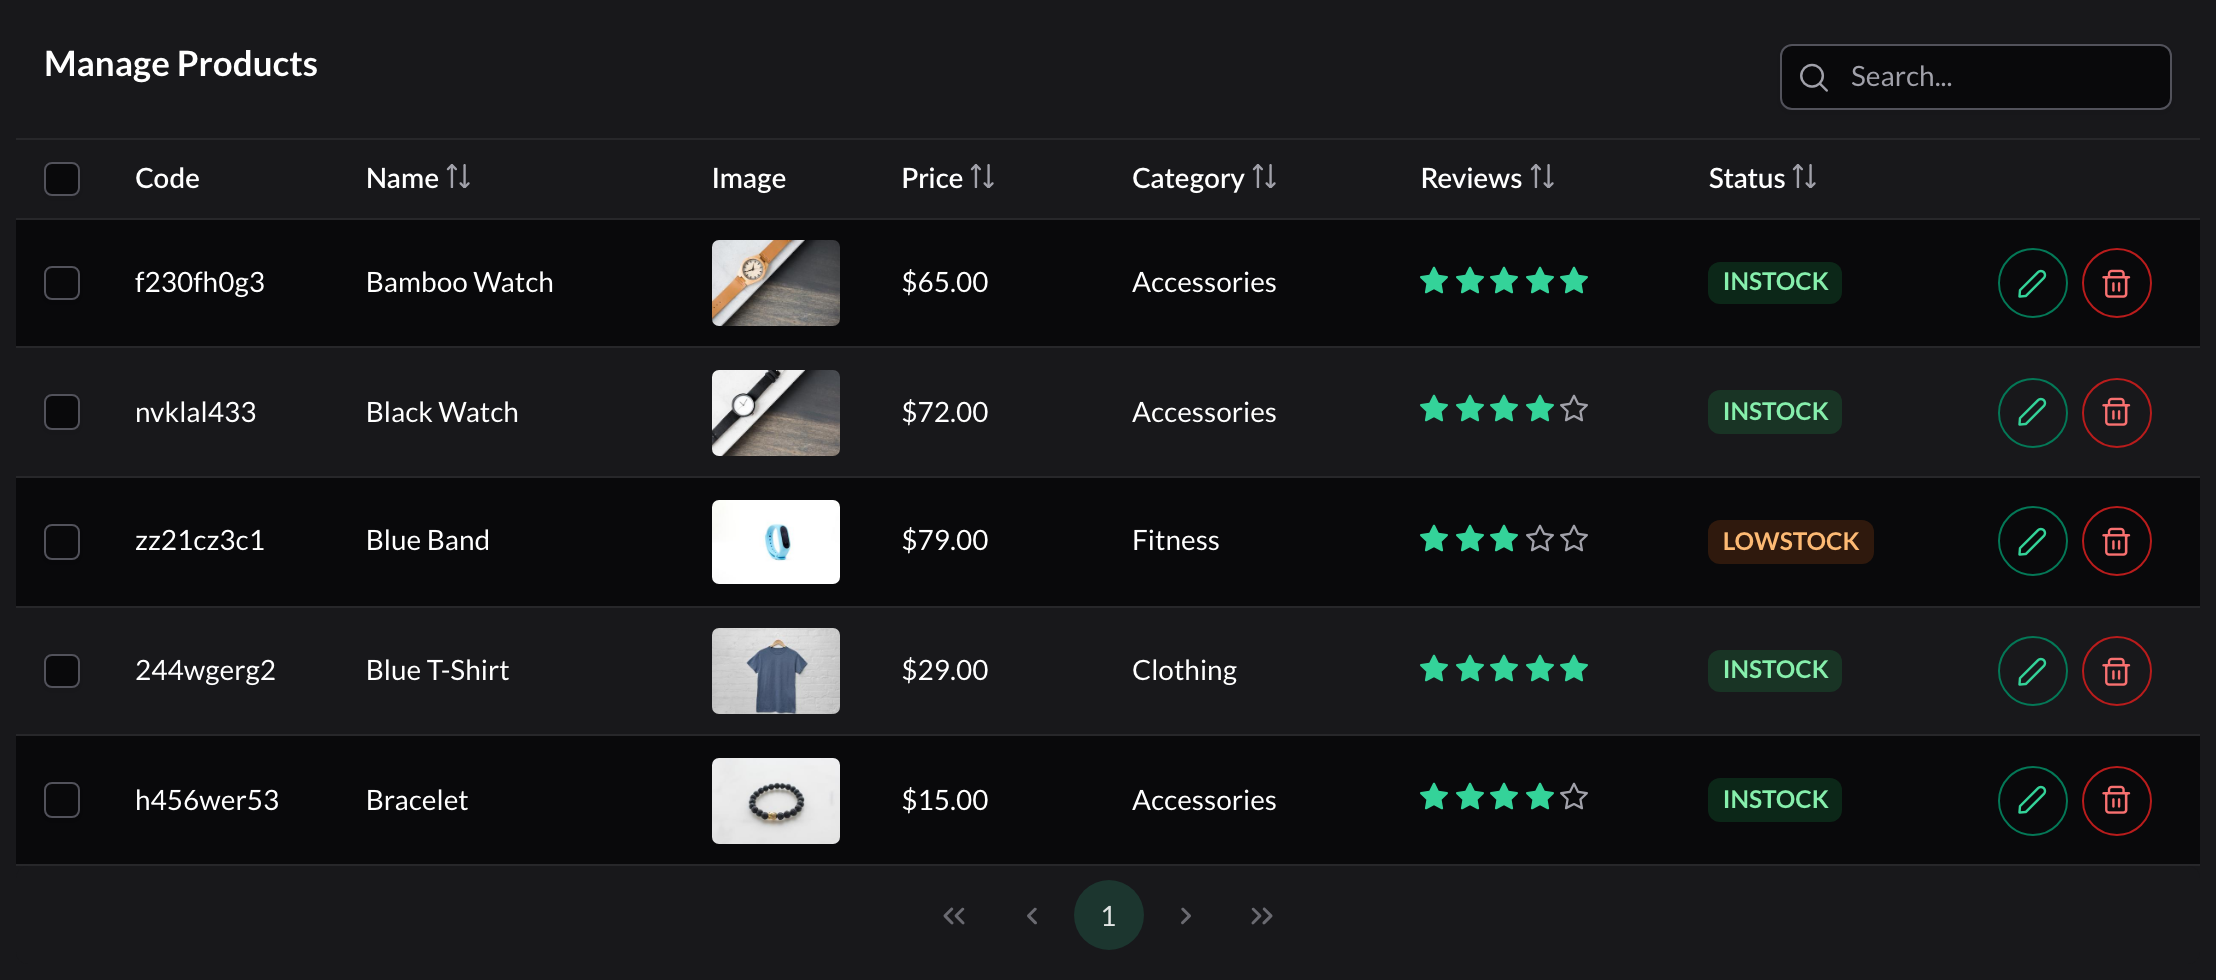 Manage Products
Search...
Code Name Image Price Category Reviews Status
f230fh0g3 Bamboo Watch $65.00 Accessories INSTOCK
nvklal433 Black Watch $72.00 Accessories INSTOCK
zz21cz3c1 Blue Band $79.00 Fitness LOWSTOCK
244wgerg2 Blue T-Shirt $29.00 Clothing INSTOCK
h456wer53 Bracelet $15.00 Accessories INSTOCK
1